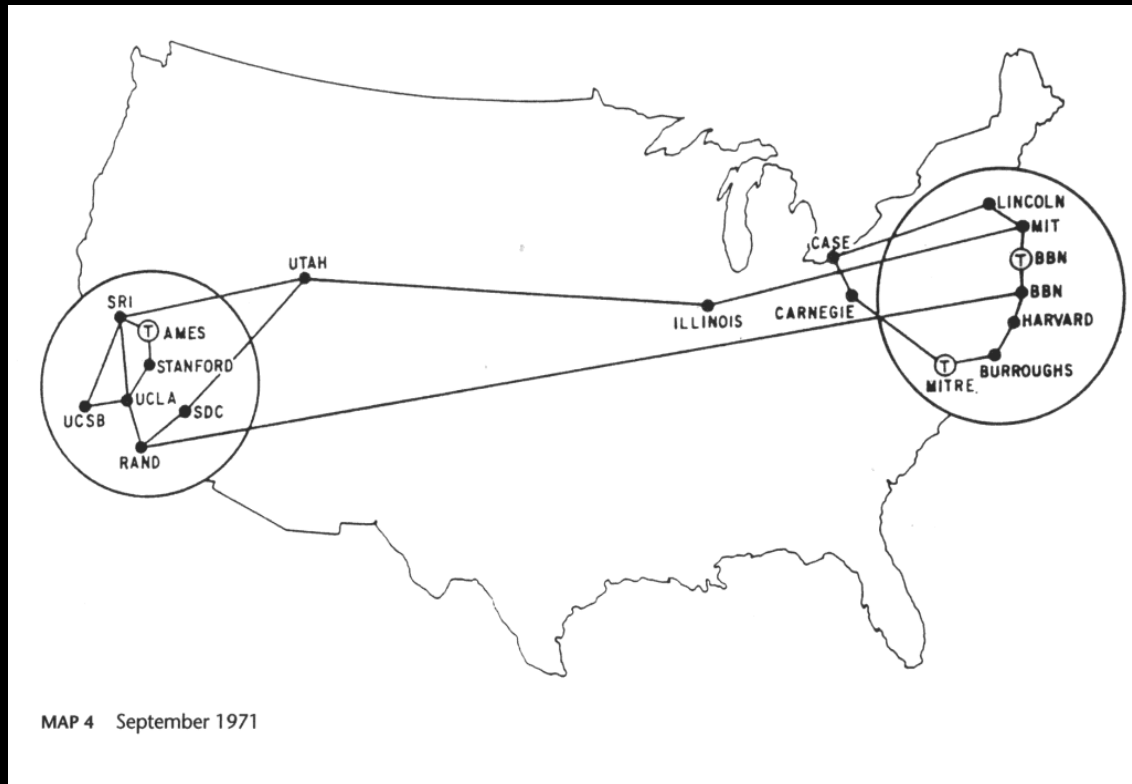 LINCOLN
MIT
CASE
T BBN
UTAH
BBN
SRI
ILLINOIS
CARNEGIE
HARVARD
T AMES
STANFORD
T
BURROUGHS
MITRE
UCLA
SDC
UCSB
RAND
MAP 4 September 1971